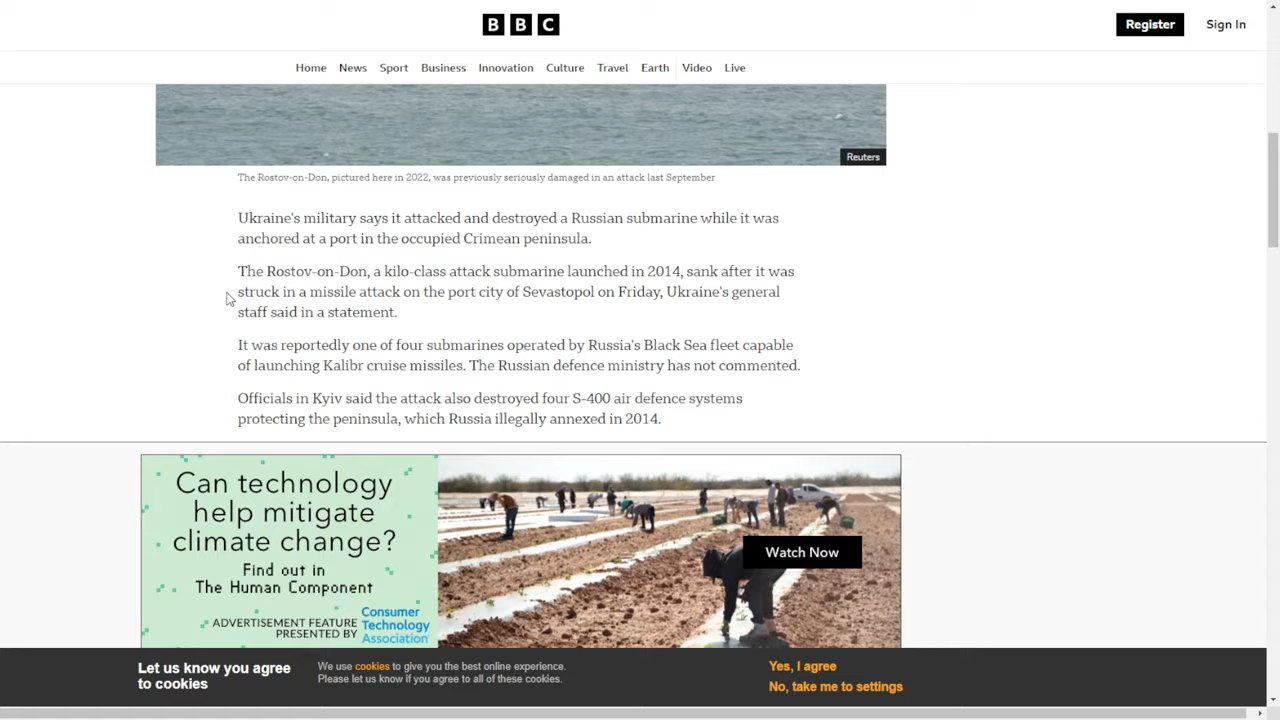 BBC
Register
Sign In
Home
News
Sport
Business
Innovation
Culture
Travel
Earth
Video
Live
Reuters
The Rostov-on-Don, pictured here in 2022, was previously seriously damaged in an attack last September
Ukraine's military says it attacked and destroyed a Russian submarine while it was
anchored at a port in the occupied Crimean peninsula.
The Rostov-on-Don, a kilo-class attack submarine launched in 2014, sank after it was
struck in a missile attack on the port city of Sevastopol on Friday, Ukraine's general
staff said in a statement.
It was reportedly one of four submarines operated by Russia's Black Sea fleet capable
of launching Kalibr cruise missiles. The Russian defence ministry has not commented.
Officials in Kyiv said the attack also destroyed four S-400 air defence systems
protecting the peninsula, which Russia illegally annexed in 2014.
Can technology
help mitigate
climate change?
Find out in
The Human Component
ADVERTISEMENT FEATURE
PRESENTED BY
Consumer
Technology
Association
Watch Now
Let us know you agree
to cookies
We use cookies to give you the best online experience.
Please let us know if you agree to all of these cookies.
Yes, I agree
No, take me to settings